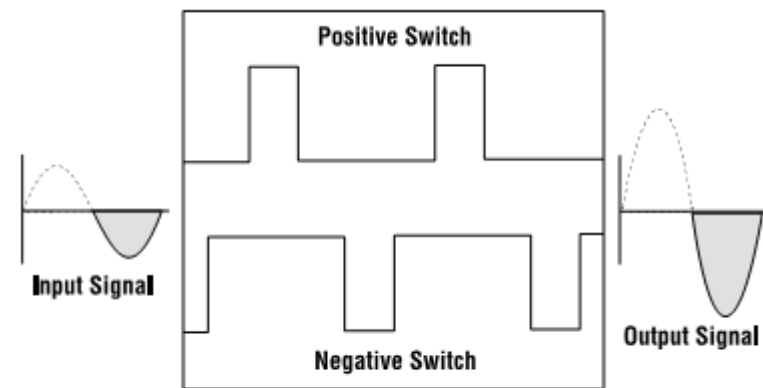 Positive Switch
Input Signal
Output Signal
Negative Switch